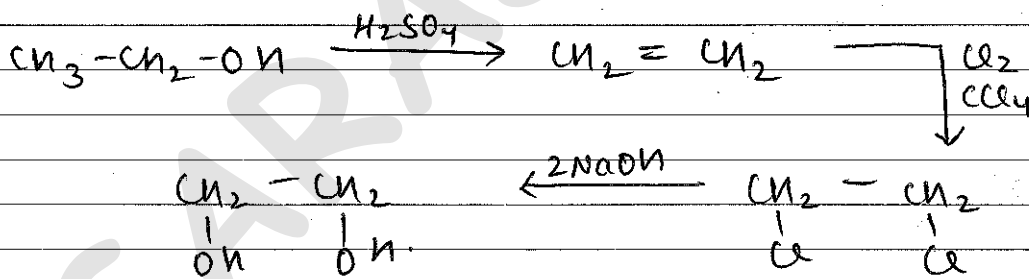 CH3-CH2-OH H2SO4 CH2 = CH2 Cl2
CCl4
CH2 - CH2 2NaOH CH2 - CH2
OH OH. Cl Cl